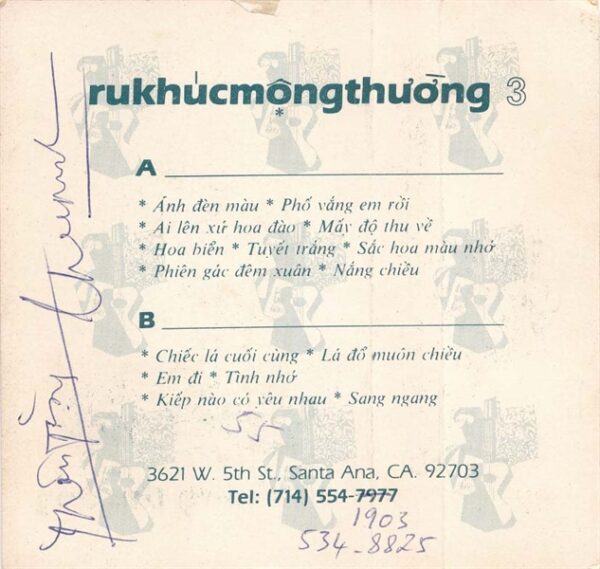 rukhúcmộngthường 3
*
A
* Ánh đèn màu * Phố vắng em rồi
* Ai lên xứ hoa đào * Mấy độ thu về
* Hoa biển * Tuyết trắng * Sắc hoa màu nhớ
* Phiên gác đêm xuân * Nắng chiều
B
* Chiếc lá cuối cùng * Lá đổ muôn chiều
* Em đi * Tình nhớ
* Kiếp nào có yêu nhau * Sang ngang
55
3621 W. 5th St., Santa Ana, CA. 92703
Tel: (714) 554-7977
1903
534-8825